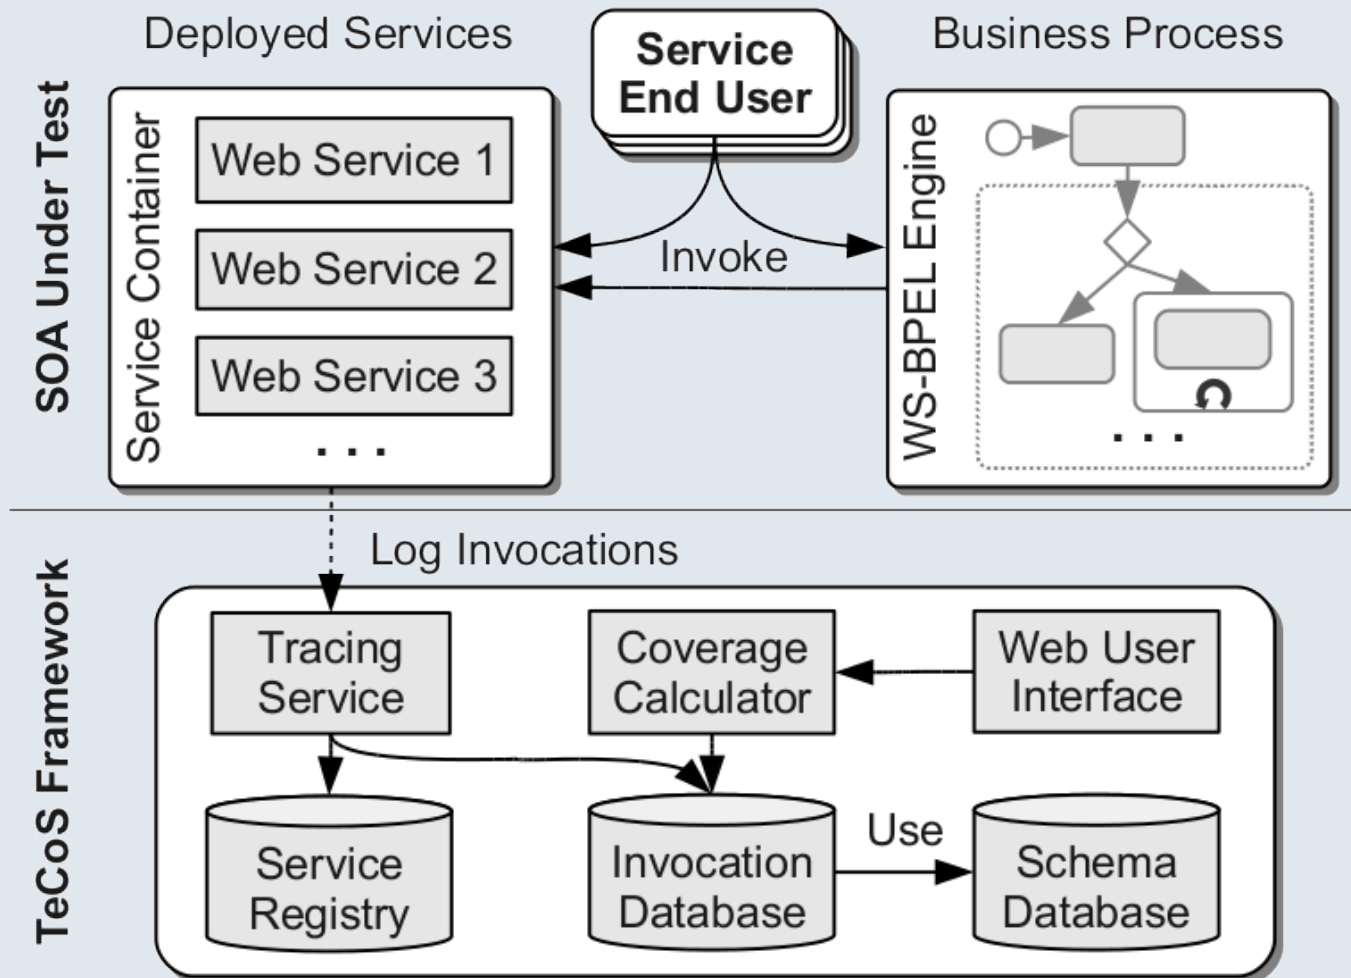 Deployed Services
Service
End User
Business Process
SOA Under Test
Service Container
Web Service 1
Web Service 2
Web Service 3
. . .
Invoke
WS-BPEL Engine
. . .
Log Invocations
TeCoS Framework
Tracing
Service
Coverage
Calculator
Web User
Interface
Service
Registry
Invocation
Database
Use
Schema
Database